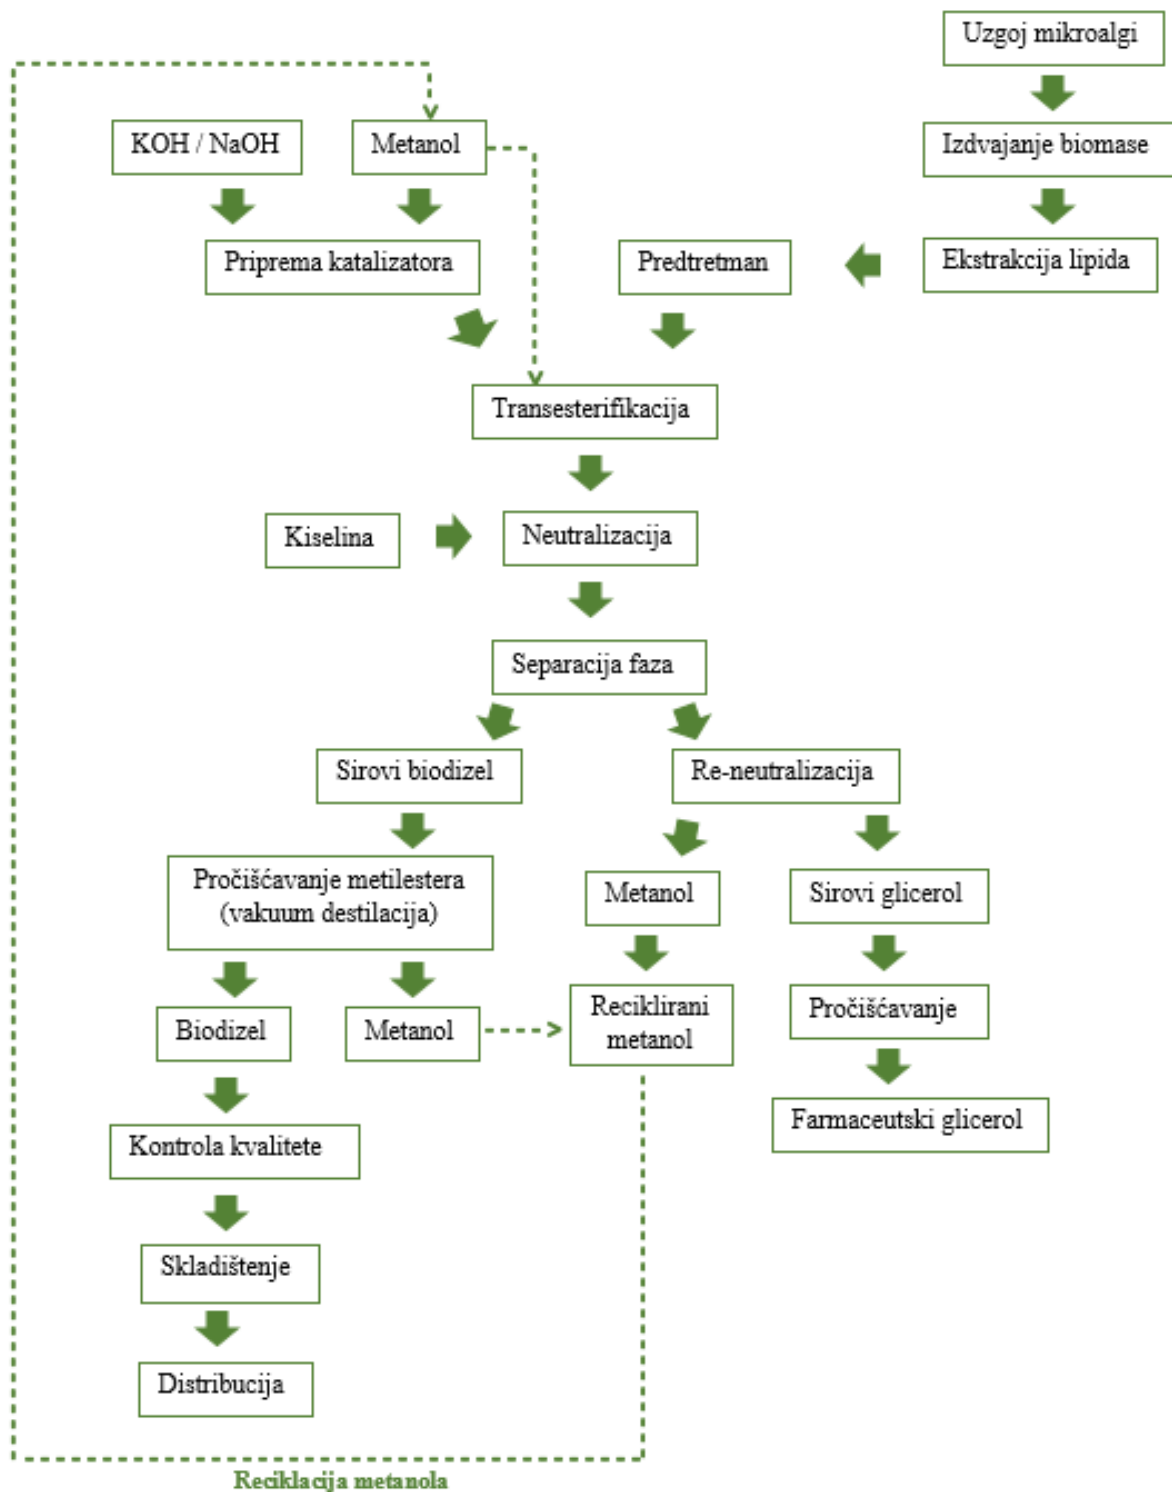 Uzgoj mikroalgi
KOH / NaOH
Metanol
Izdvajanje biomase
Priprema katalizatora
Predtretman
Ekstrakcija lipida
Transesterifikacija
Kiselina
Neutralizacija
Separacija faza
Sirovi biodizel
Re-neutralizacija
Pročišćavanje metilestera
(vakuum destilacija)
Metanol
Sirovi glicerol
Biodizel
Metanol
Reciklirani
metanol
Pročišćavanje
Kontrola kvalitete
Farmaceutski glicerol
Skladištenje
Distribucija
Reciklacija metanola